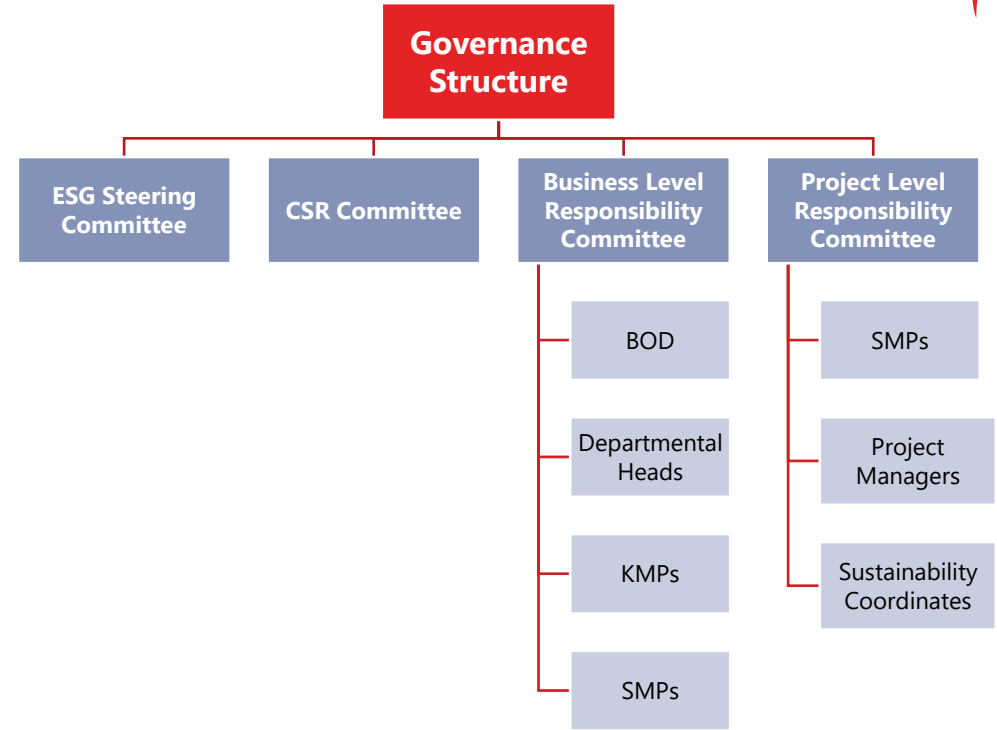 Governance
Structure
ESG Steering
Committee
CSR Committee
Business Level
Responsibility
Committee
Project Level
Responsibility
Committee
BOD
Departmental
Heads
KMPs
SMPs
SMPs
Project
Managers
Sustainability
Coordinates